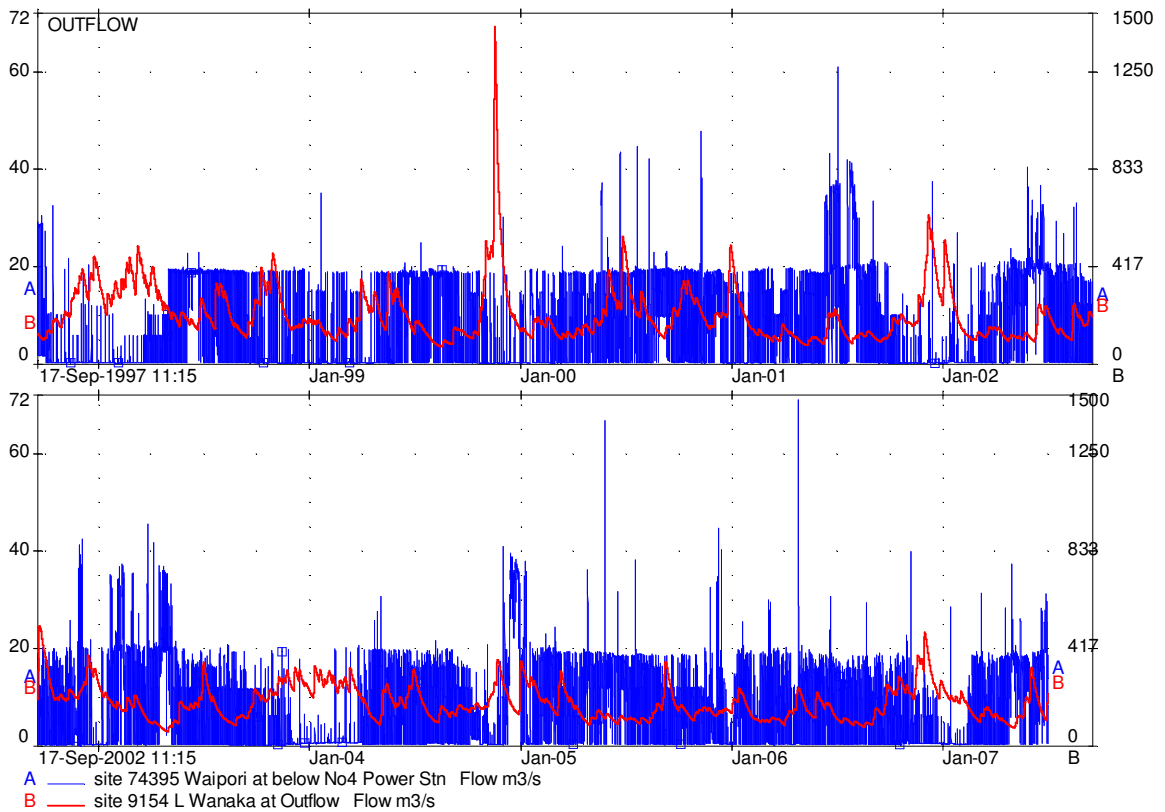 72 OUTFLOW 1500
60 1250
40 833
20 417
A A
B B
0 0
17-Sep-1997 11:15 Jan-99 Jan-00 Jan-01 Jan-02 B
72 1500
60 1250
40 833
20 417
A A
B B
0 0
17-Sep-2002 11:15 Jan-04 Jan-05 Jan-06 Jan-07 B
A site 74395 Waipori at below No4 Power Stn Flow m3/s
B site 9154 L Wanaka at Outflow Flow m3/s